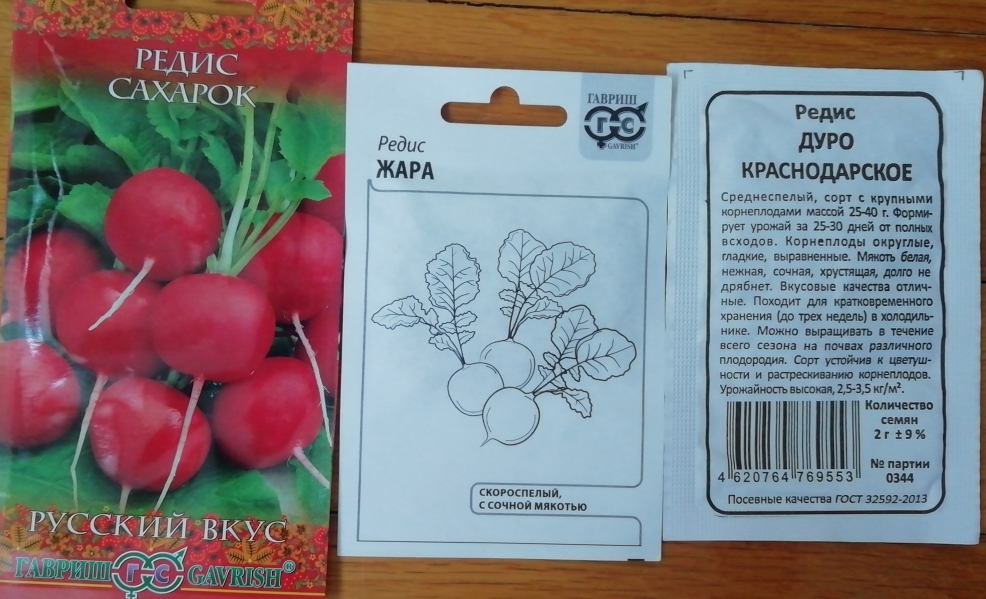 РЕДИС
САХАРОК
РУССКИЙ ВКУС
ГАВРИШ ГС GAVRISH®
ГАВРИШ
ГС
GAVRISH®
Редис
ЖАРА
СКОРОСПЕЛЫЙ,
С СОЧНОЙ МЯКОТЬЮ
Редис
ДУРО
КРАСНОДАРСКОЕ
Среднеспелый, сорт с крупными
корнеплодами массой 25-40 г. Форми-
рует урожай за 25-30 дней от полных
всходов. Корнеплоды округлые,
гладкие, выравненные. Мякоть белая,
нежная, сочная, хрустящая, долго не
дрябнет. Вкусовые качества отлич-
ные. Походит для кратковременного
хранения (до трех недель) в холодиль-
нике. Можно выращивать в течение
всего сезона на почвах различного
плодородия. Сорт устойчив к цветуш-
ности и растрескиванию корнеплодов.
Урожайность высокая, 2,5-3,5 кг/м².
Количество
семян
2 г ± 9 %
№ партии
0344
4 620764 769553
Посевные качества ГОСТ 32592-2013